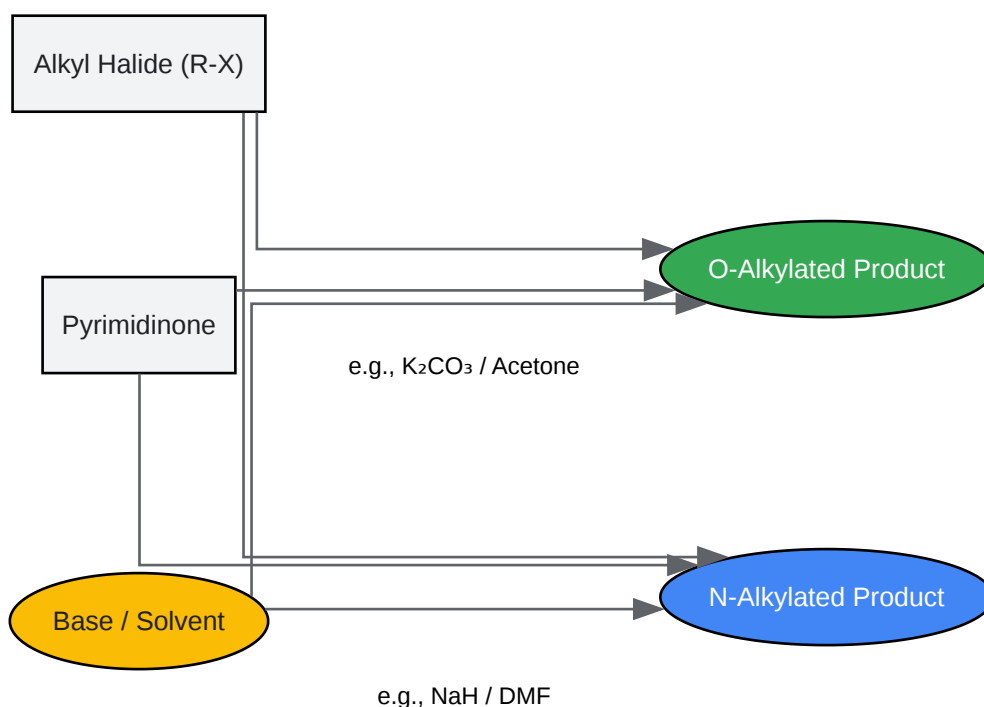 Alkyl Halide (R-X)
O-Alkylated Product
Pyrimidinone
e.g., K₂CO₃ / Acetone
N-Alkylated Product
Base / Solvent
e.g., NaH / DMF